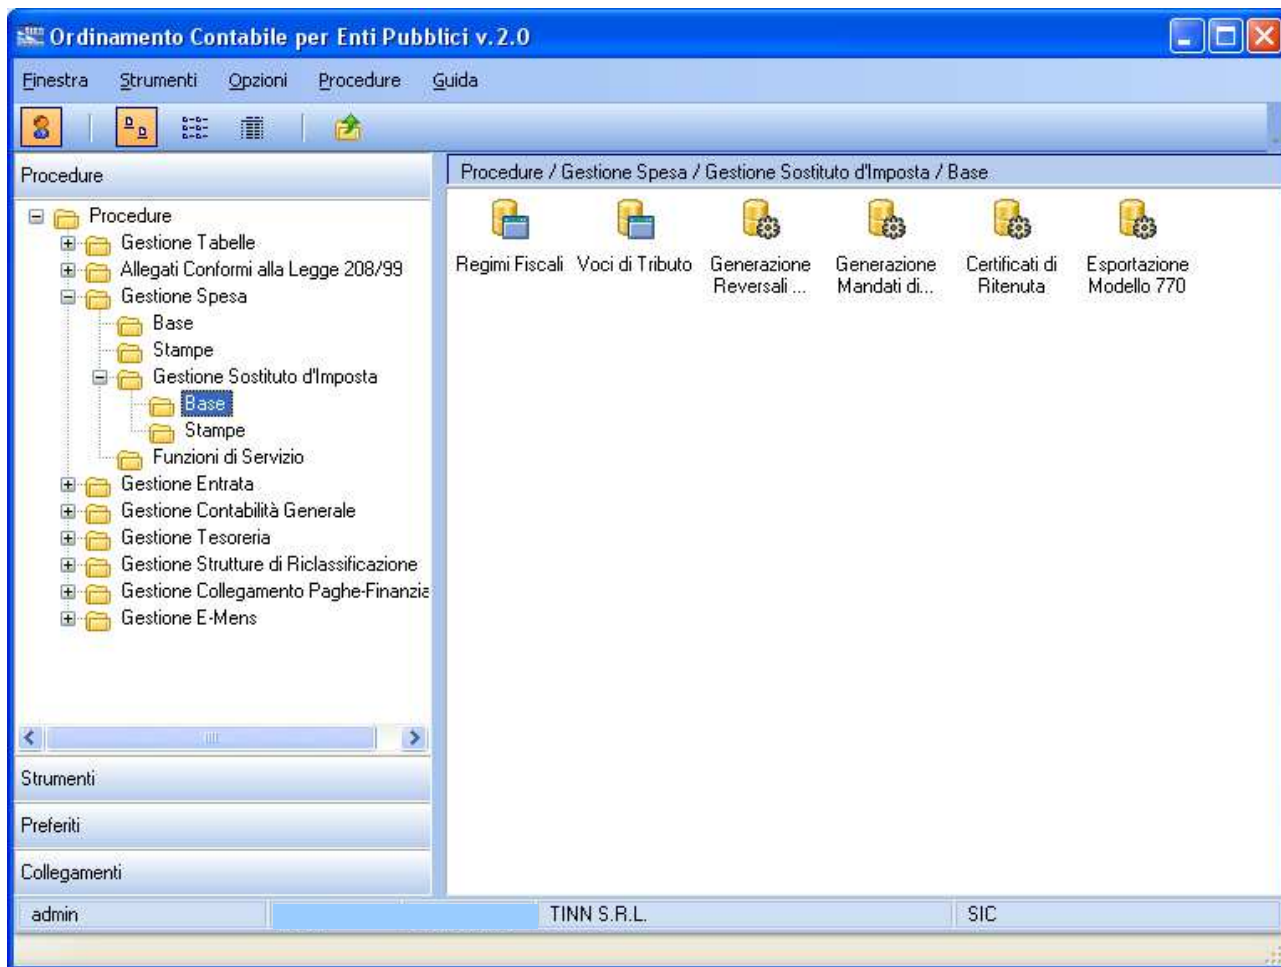 Ordinamento Contabile per Enti Pubblici v.2.0
Finestra Strumenti Opzioni Procedure Guida
Procedure
Procedure
Gestione Tabelle
Allegati Conformi alla Legge 208/99
Gestione Spesa
Base
Stampe
Gestione Sostituto d'Imposta
Base
Stampe
Funzioni di Servizio
Gestione Entrata
Gestione Contabilità Generale
Gestione Tesoreria
Gestione Strutture di Riclassificazione
Gestione Collegamento Paghe-Finanzia
Gestione E-Mens
Strumenti
Preferiti
Collegamenti
Procedure / Gestione Spesa / Gestione Sostituto d'Imposta / Base
Regimi Fiscali
Voci di Tributo
Generazione
Reversali ...
Generazione
Mandati di...
Certificati di
Ritenuta
Esportazione
Modello 770
admin TINN S.R.L. SIC